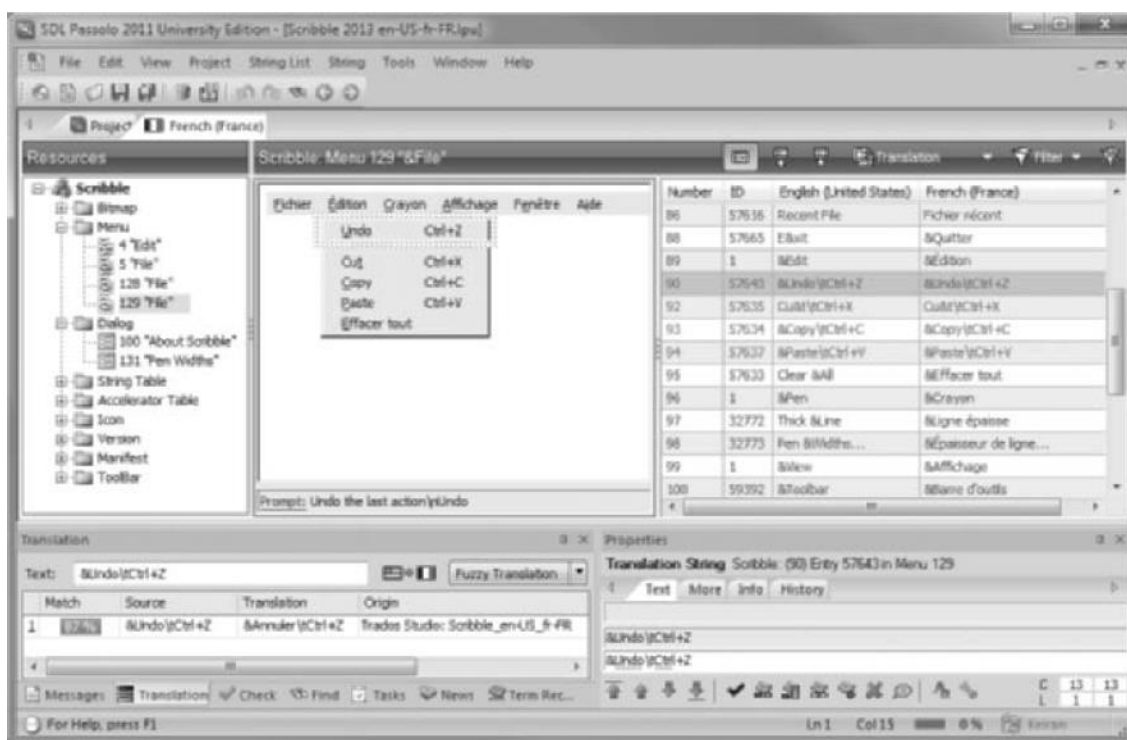 SDL Passolo 2011 University Edition - [Scribble 2013 en-US-fr-FR.lpu]
File Edit View Project String List String Tools Window Help
Project French (France)
Resources
Scribble
Bitmap
Menu
4 "Edit"
5 "File"
128 "File"
129 "File"
Dialog
100 "About Scribble"
131 "Pen Widths"
String Table
Accelerator Table
Icon
Version
Manifest
ToolBar
Scribble: Menu 129 "&File"
Translation Filter
Fichier Édition Crayon Affichage Fenêtre Aide
Undo Ctrl+Z
Cut Ctrl+X
Copy Ctrl+C
Paste Ctrl+V
Effacer tout
Prompt: Undo the last action\nUndo
Number ID English (United States) French (France)
86 57616 Recent File Fichier récent
88 57665 E&xit &Quitter
89 1 &Edit &Édition
90 57643 &Undo\tCtrl+Z &Undo\tCtrl+Z
92 57635 Cu&t\tCtrl+X Cu&t\tCtrl+X
93 57634 &Copy\tCtrl+C &Copy\tCtrl+C
94 57637 &Paste\tCtrl+V &Paste\tCtrl+V
95 57633 Clear &All &Effacer tout
96 1 &Pen &Crayon
97 32772 Thick &Line &Ligne épaisse
98 32773 Pen &Widths... &Épaisseur de ligne...
99 1 &View &Affichage
100 59392 &Toolbar &Barre d'outils
Translation
Text: &Undo\tCtrl+Z Fuzzy Translation
Match Source Translation Origin
1 &Undo\tCtrl+Z &Annuler\tCtrl+Z Trados Studio: Scribble_en-US_fr-FR
Messages Translation Check Find Tasks News Term Rec...
Properties
Translation String Scribble: (90) Entry 57643 in Menu 129
Text More Info History
&Undo\tCtrl+Z
&Undo\tCtrl+Z
C 13 13
L 1 1
For Help, press F1
Ln 1 Col 15 0 % Keiran